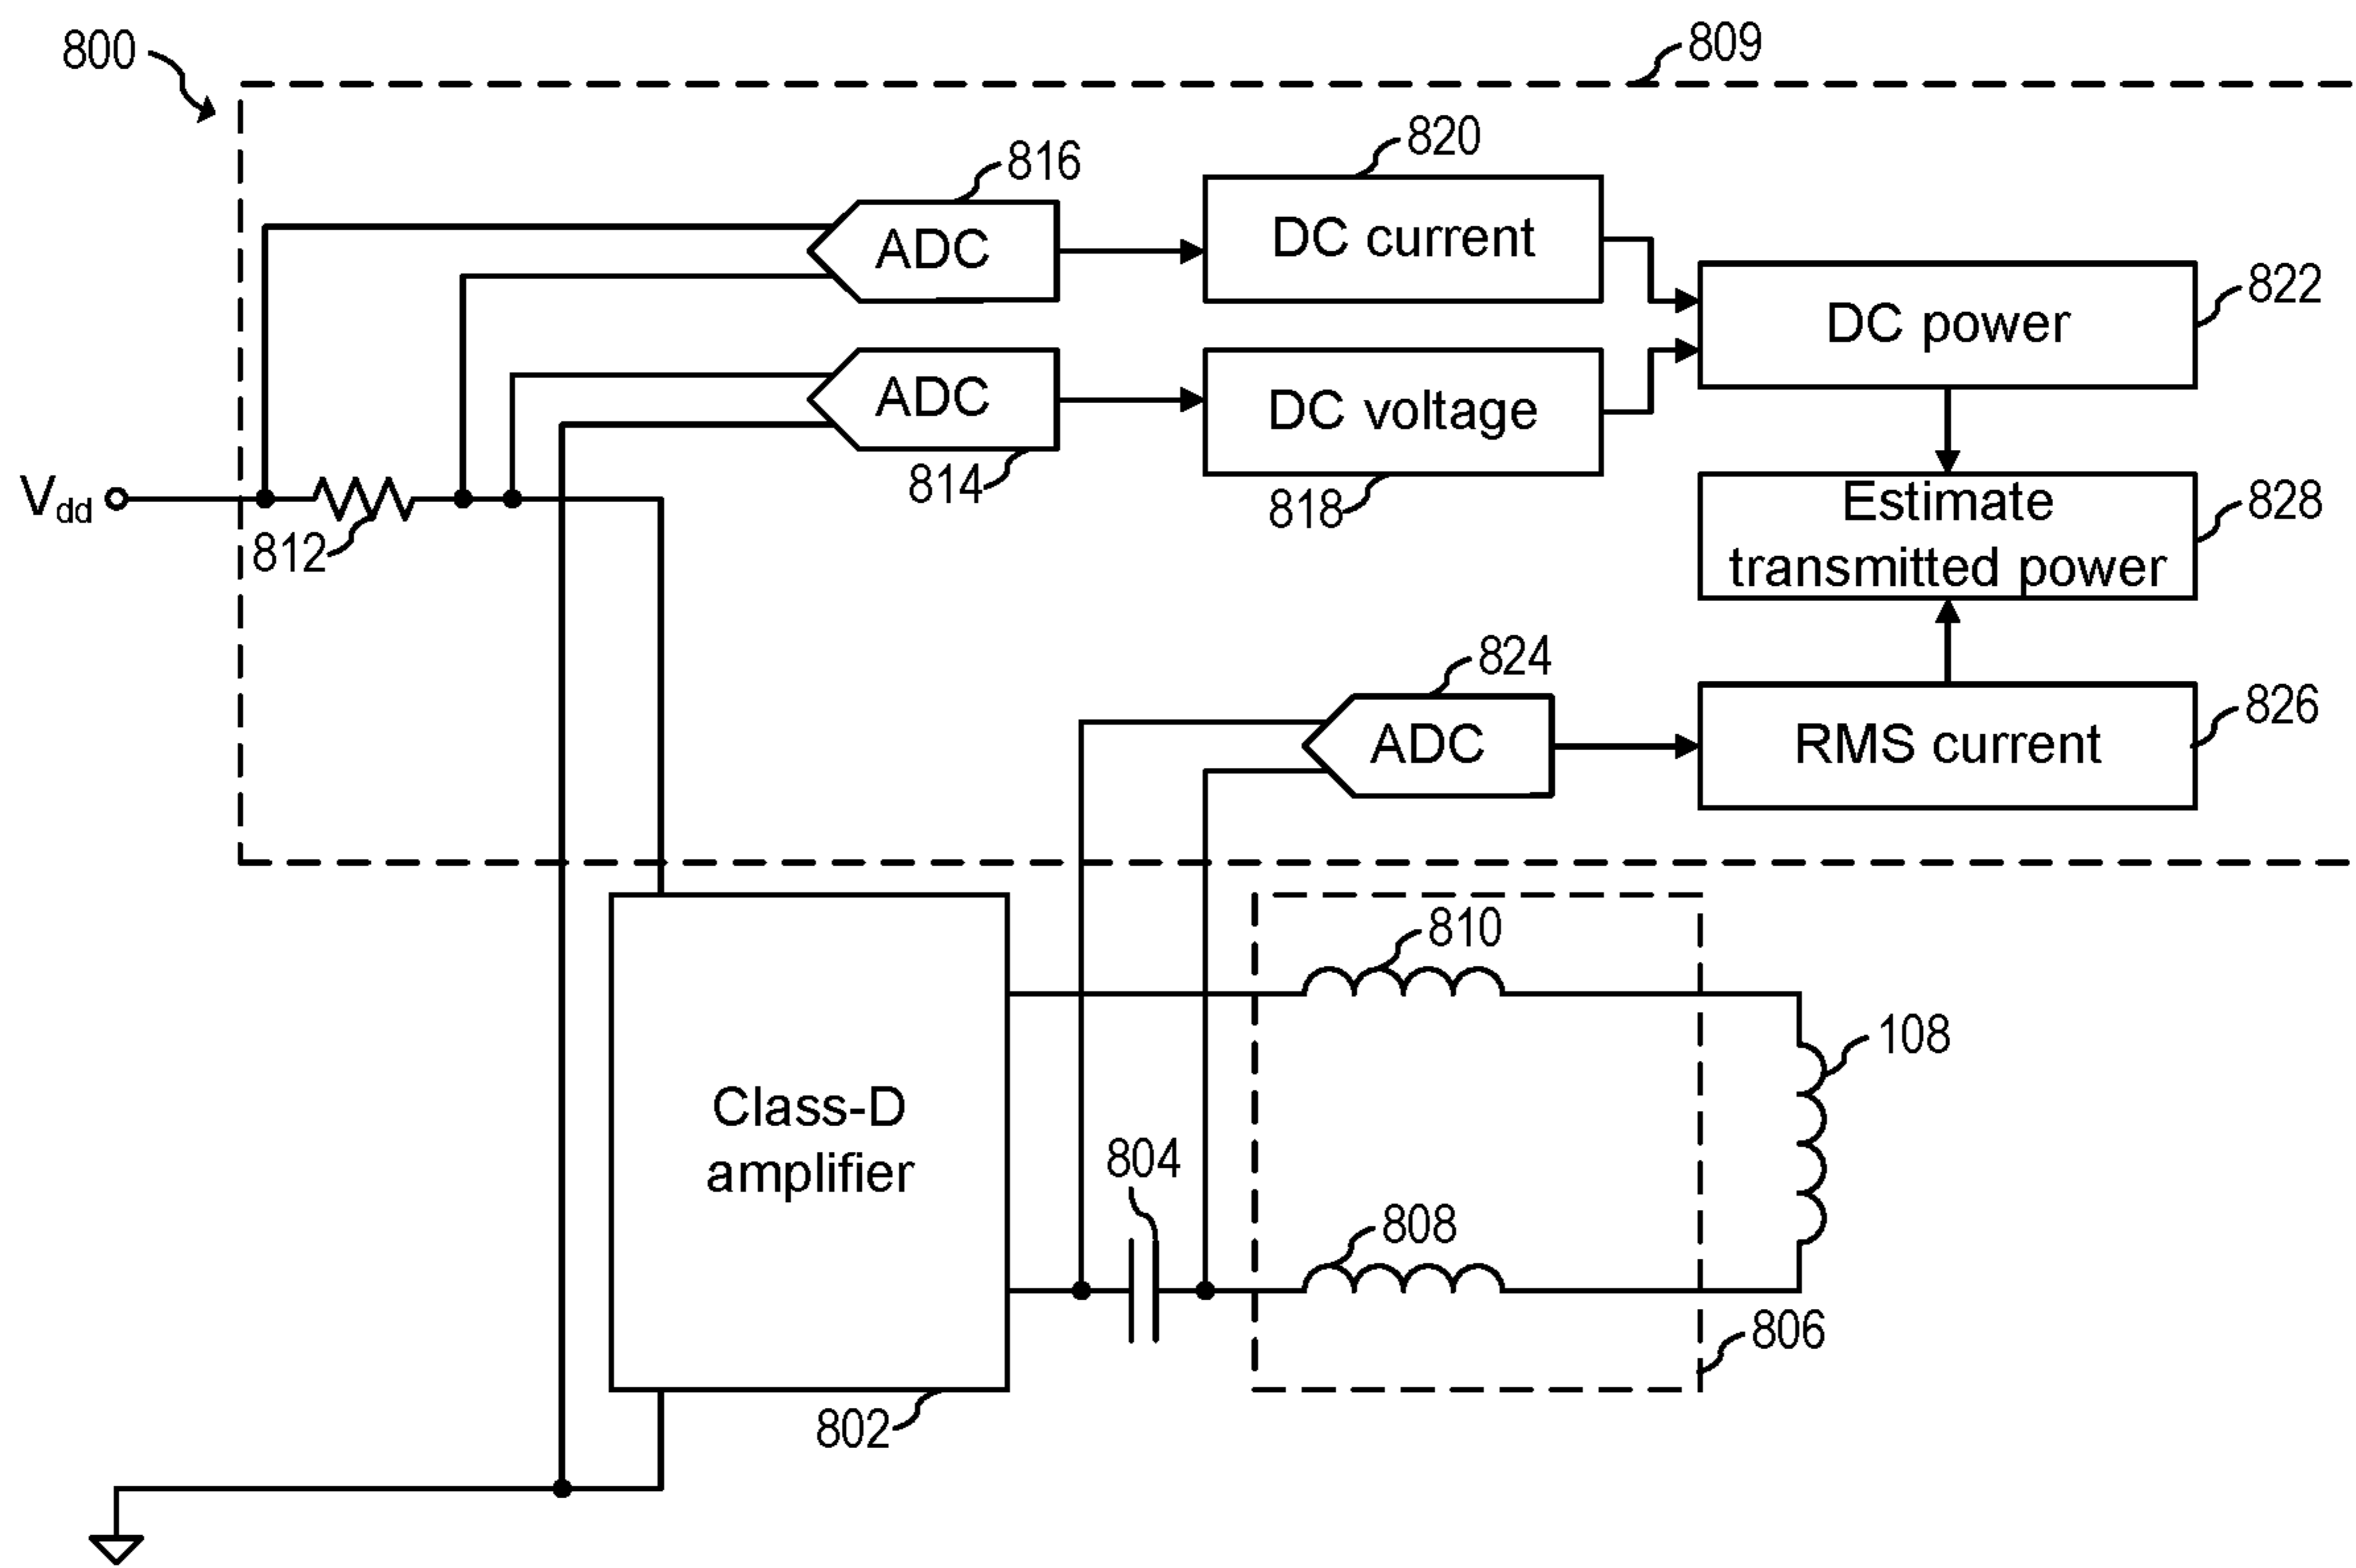 800
809
820
816
ADC
DC current
822
DC power
ADC
DC voltage
814
818
Vdd
812
Estimate
transmitted power
828
824
ADC
RMS current
826
810
108
Class-D
amplifier
804
808
806
802